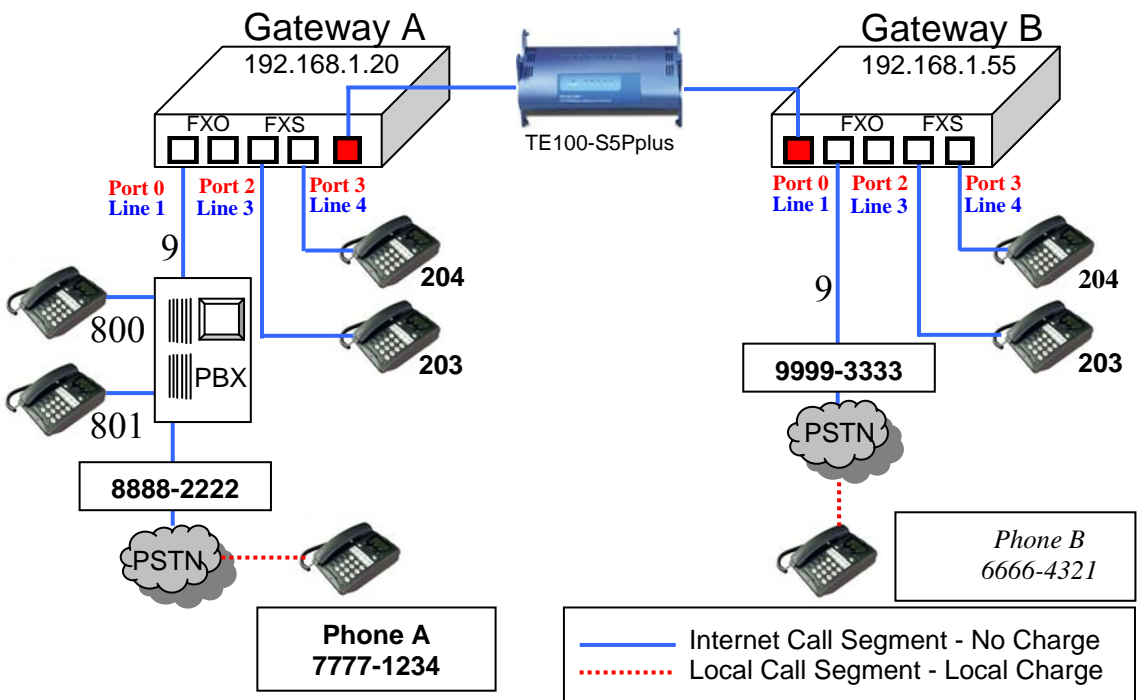 Gateway A
192.168.1.20
FXO FXS
Port 0 Port 2 Port 3
Line 1 Line 3 Line 4
9
204
203
800
801
PBX
8888-2222
PSTN
Phone A
7777-1234
TE100-S5Pplus
Gateway B
192.168.1.55
FXO FXS
Port 0 Port 2 Port 3
Line 1 Line 3 Line 4
9
204
203
9999-3333
PSTN
Phone B
6666-4321
Internet Call Segment - No Charge
Local Call Segment - Local Charge